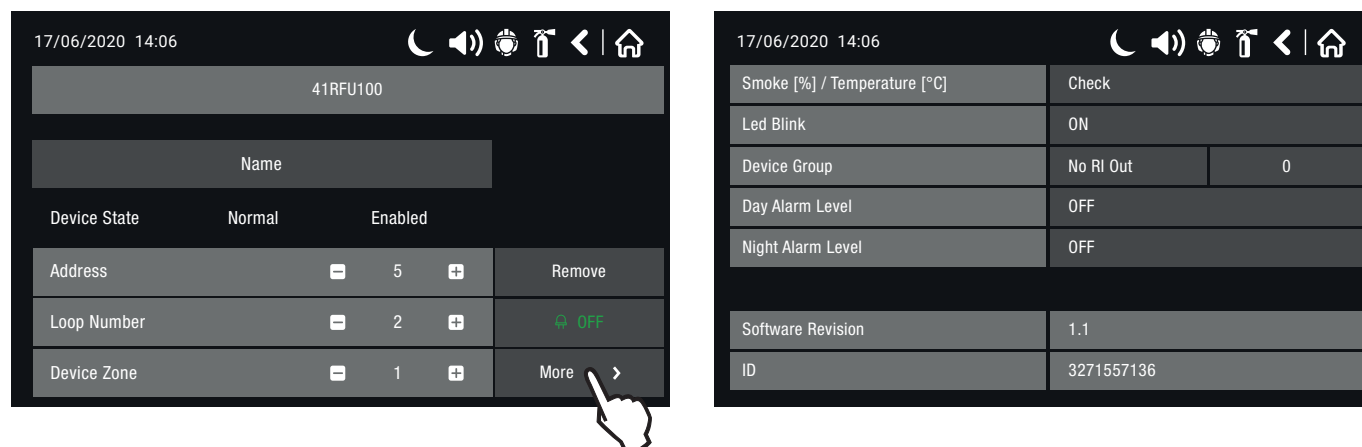 17/06/2020 14:06
41RFU100
Name
Device State Normal Enabled
Address 5 Remove
Loop Number 2 OFF
Device Zone 1 More
17/06/2020 14:06
Smoke [%] / Temperature [°C] Check
Led Blink ON
Device Group No RI Out 0
Day Alarm Level OFF
Night Alarm Level OFF
Software Revision 1.1
ID 3271557136